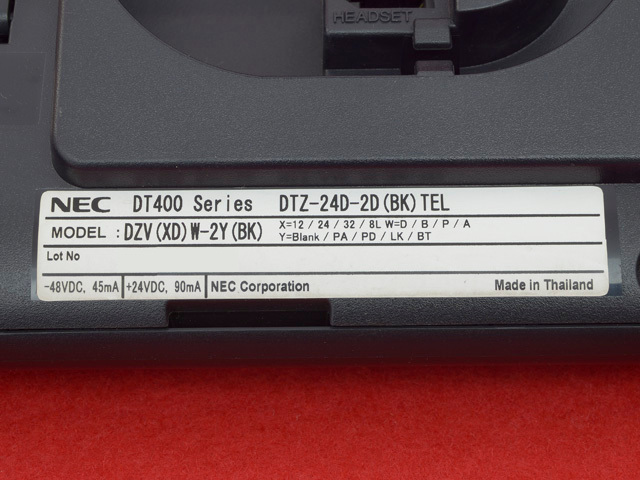 HEADSET
NEC DT400 Series DTZ-24D-2D(BK)TEL
MODEL : DZV(XD)W-2Y(BK) X=12 / 24 / 32 / 8L W=D / B / P / A
Y=Blank / PA / PD / LK / BT
Lot No
-48VDC, 45mA +24VDC, 90mA NEC Corporation Made in Thailand